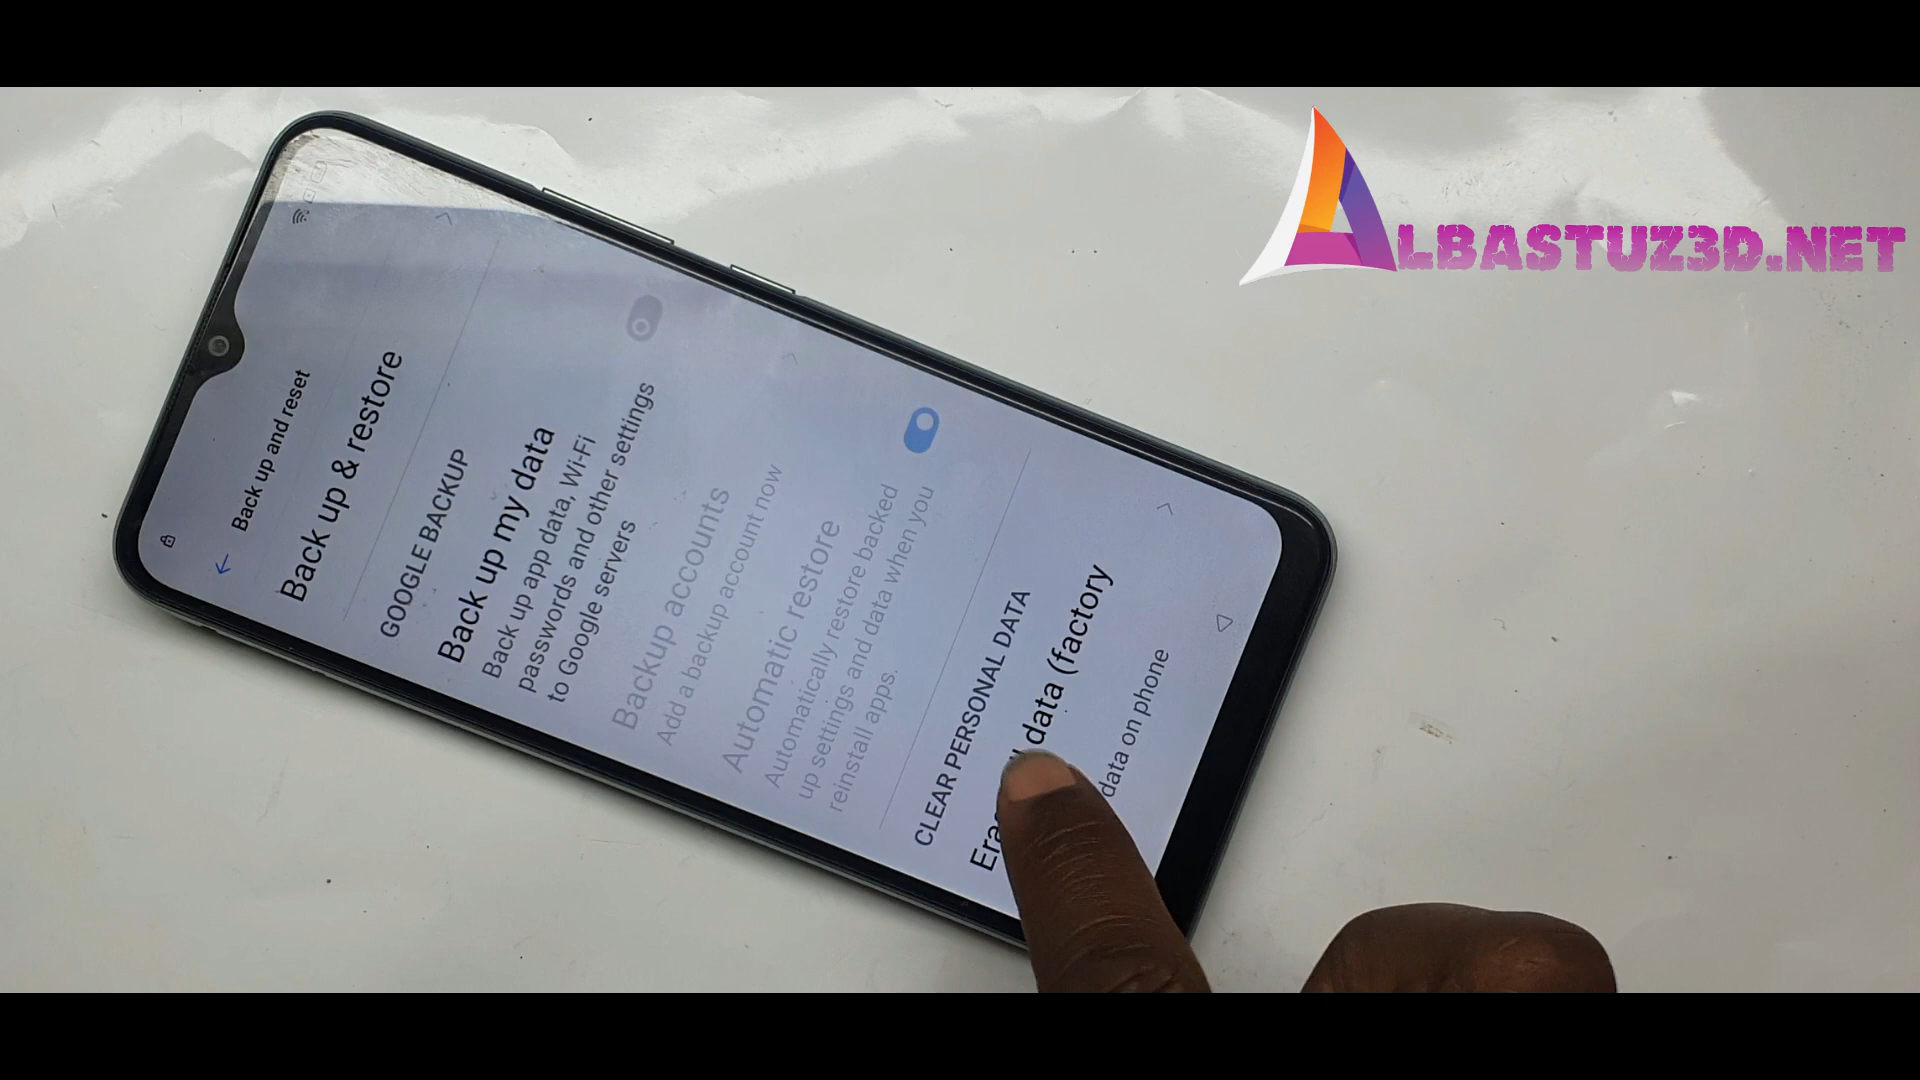 ALBASTUZ3D.NET
Back up and reset
Back up & restore
GOOGLE BACKUP
Back up my data
Back up app data, Wi-Fi
passwords and other settings
to Google servers
Backup accounts
Add a backup account now
Automatic restore
Automatically restore backed
up settings and data when you
reinstall apps.
CLEAR PERSONAL DATA
data (factory
data on phone